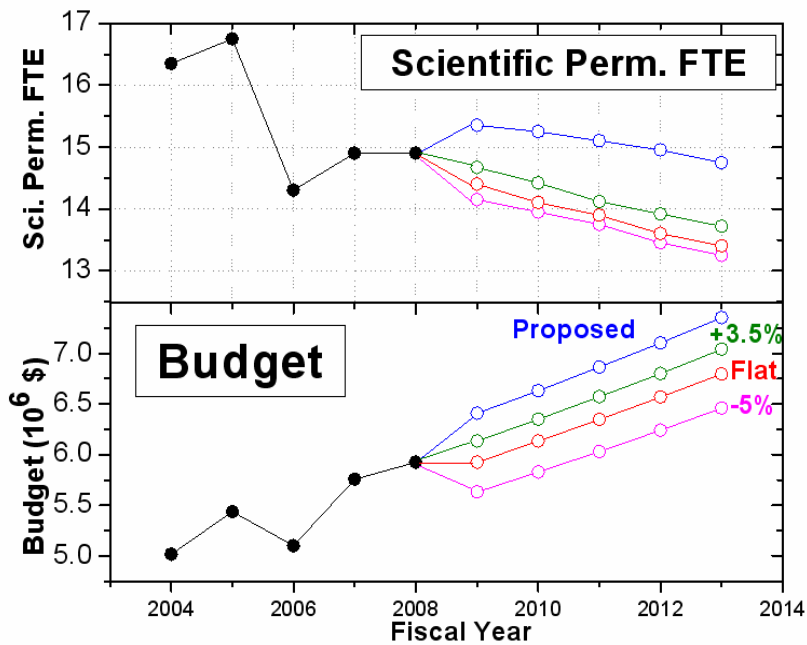 17
16
15
14
13
Sci. Perm. FTE
Scientific Perm. FTE
7.0
6.5
6.0
5.5
5.0
Budget (10⁶ $)
Budget
Proposed
+3.5%
Flat
-5%
2004 2006 2008 2010 2012 2014
Fiscal Year